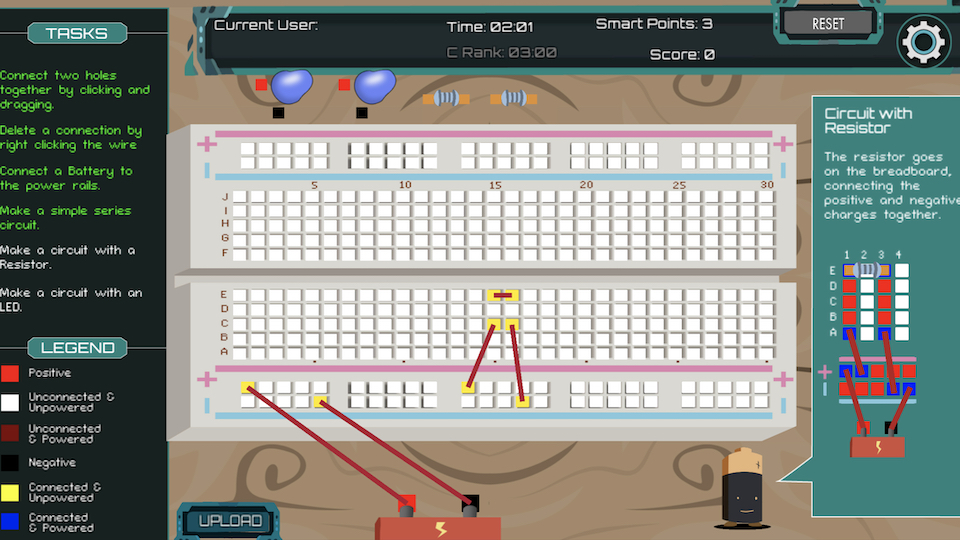 TASKS
Connect two holes
together by clicking and
dragging.
Delete a connection by
right clicking the wire
Connect a Battery to
the power rails.
Make a simple series
circuit.
Make a circuit with a
Resistor.
Make a circuit with an
LED.
LEGEND
Positive
Unconnected &
Unpowered
Unconnected
& Powered
Negative
Connected &
Unpowered
Connected
& Powered
Current User:
Time: 02:01
Smart Points: 3
C Rank: 03:00
Score: 0
RESET
+ +
5 10 15 20 25 30
J
I
H
G
F
E
D
C
B
A
+ +
UPLOAD
Circuit with
Resistor
The resistor goes
on the breadboard,
connecting the
positive and negative
charges together.
1 2 3 4
E
D
C
B
A
+